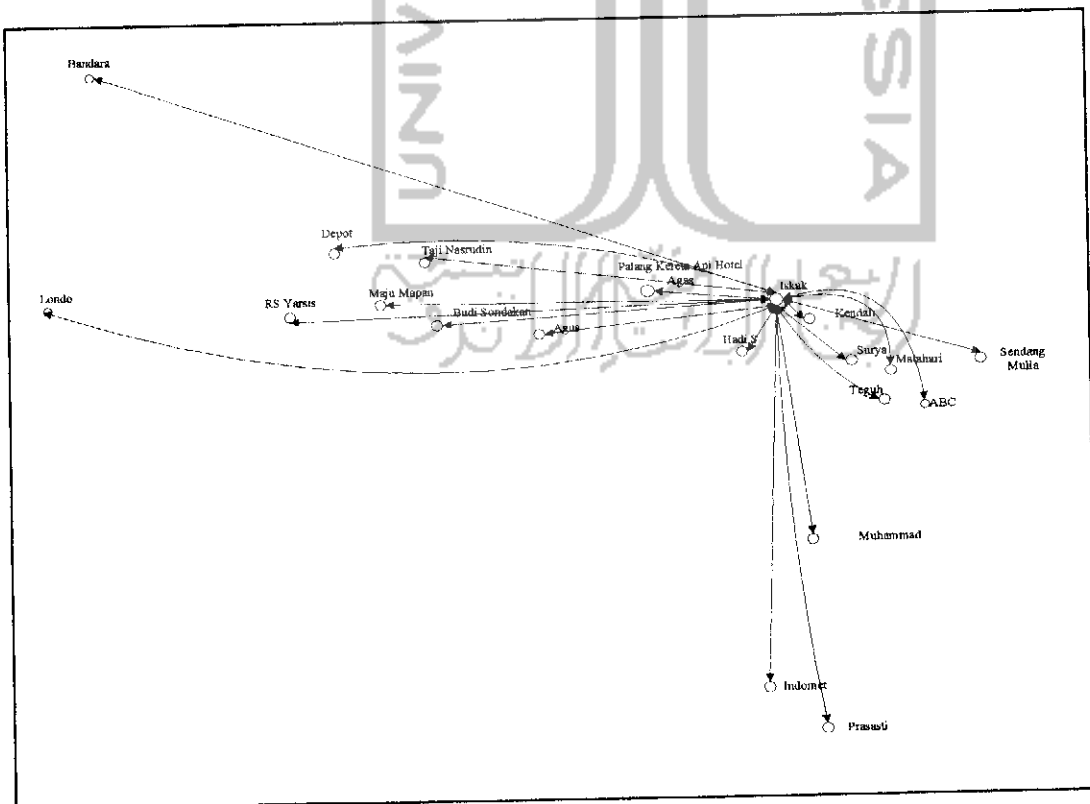 Bandara
Depot
Taji Nasrudin
Palang Kereta Api Hotel
Agas
Iskak
Londo
RS Yarsis
Maju Mapan
Budi Sondakan
Agus
Kendah
Hadi S
Surya
Matahari
Sendang
Mulia
Teguh
ABC
Muhammad
Indomet
Prasasti